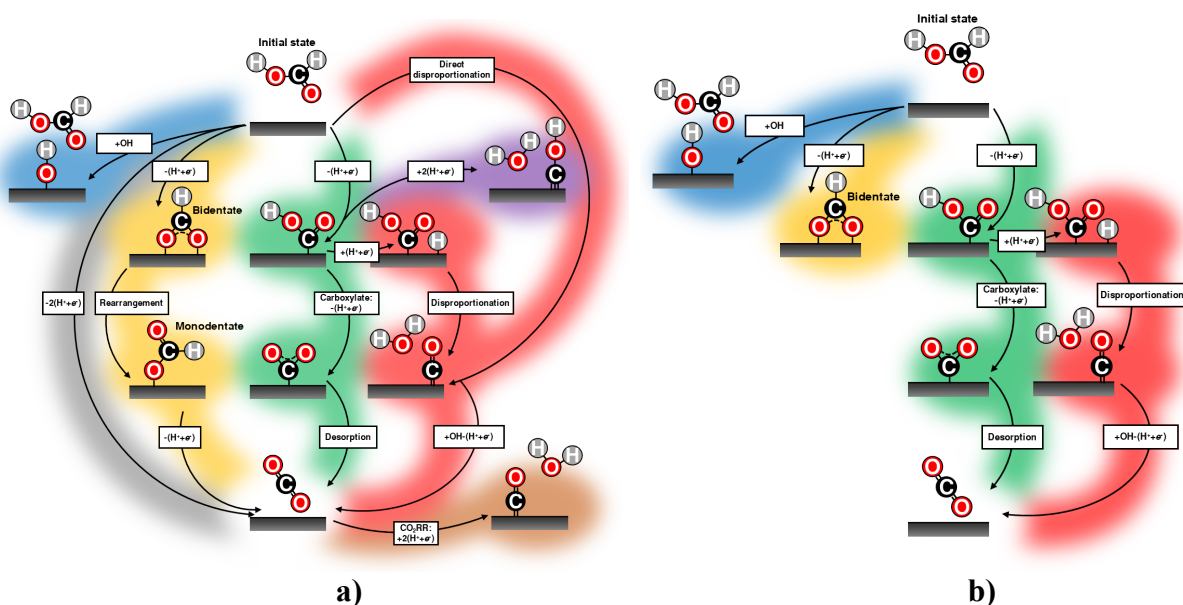 Initial state
H
O
C
H
O
Direct
disproportionation
H
O
C
H
O
H
O
+OH
-(H⁺+e⁻)
-(H⁺+e⁻)
+2(H⁺+e⁻)
H
O
H
H
O
C
H
C
O
O
Bidentate
H
O
C
O
+(H⁺+e⁻)
H
O
C
O
H
-2(H⁺+e⁻)
Rearrangement
Carboxylate:
-(H⁺+e⁻)
Disproportionation
Monodentate
O
C
H
O
O
O
C
H
O
H
O
C
-(H⁺+e⁻)
Desorption
+OH-(H⁺+e⁻)
O
C
O
CO₂RR:
+2(H⁺+e⁻)
O
C
H
O
H
a)
Initial state
H
O
C
H
O
H
O
C
H
O
H
O
+OH
-(H⁺+e⁻)
-(H⁺+e⁻)
H
C
O
O
Bidentate
H
O
C
O
+(H⁺+e⁻)
H
O
C
O
H
Carboxylate:
-(H⁺+e⁻)
Disproportionation
O
O
C
H
O
H
O
C
Desorption
+OH-(H⁺+e⁻)
O
C
O
b)